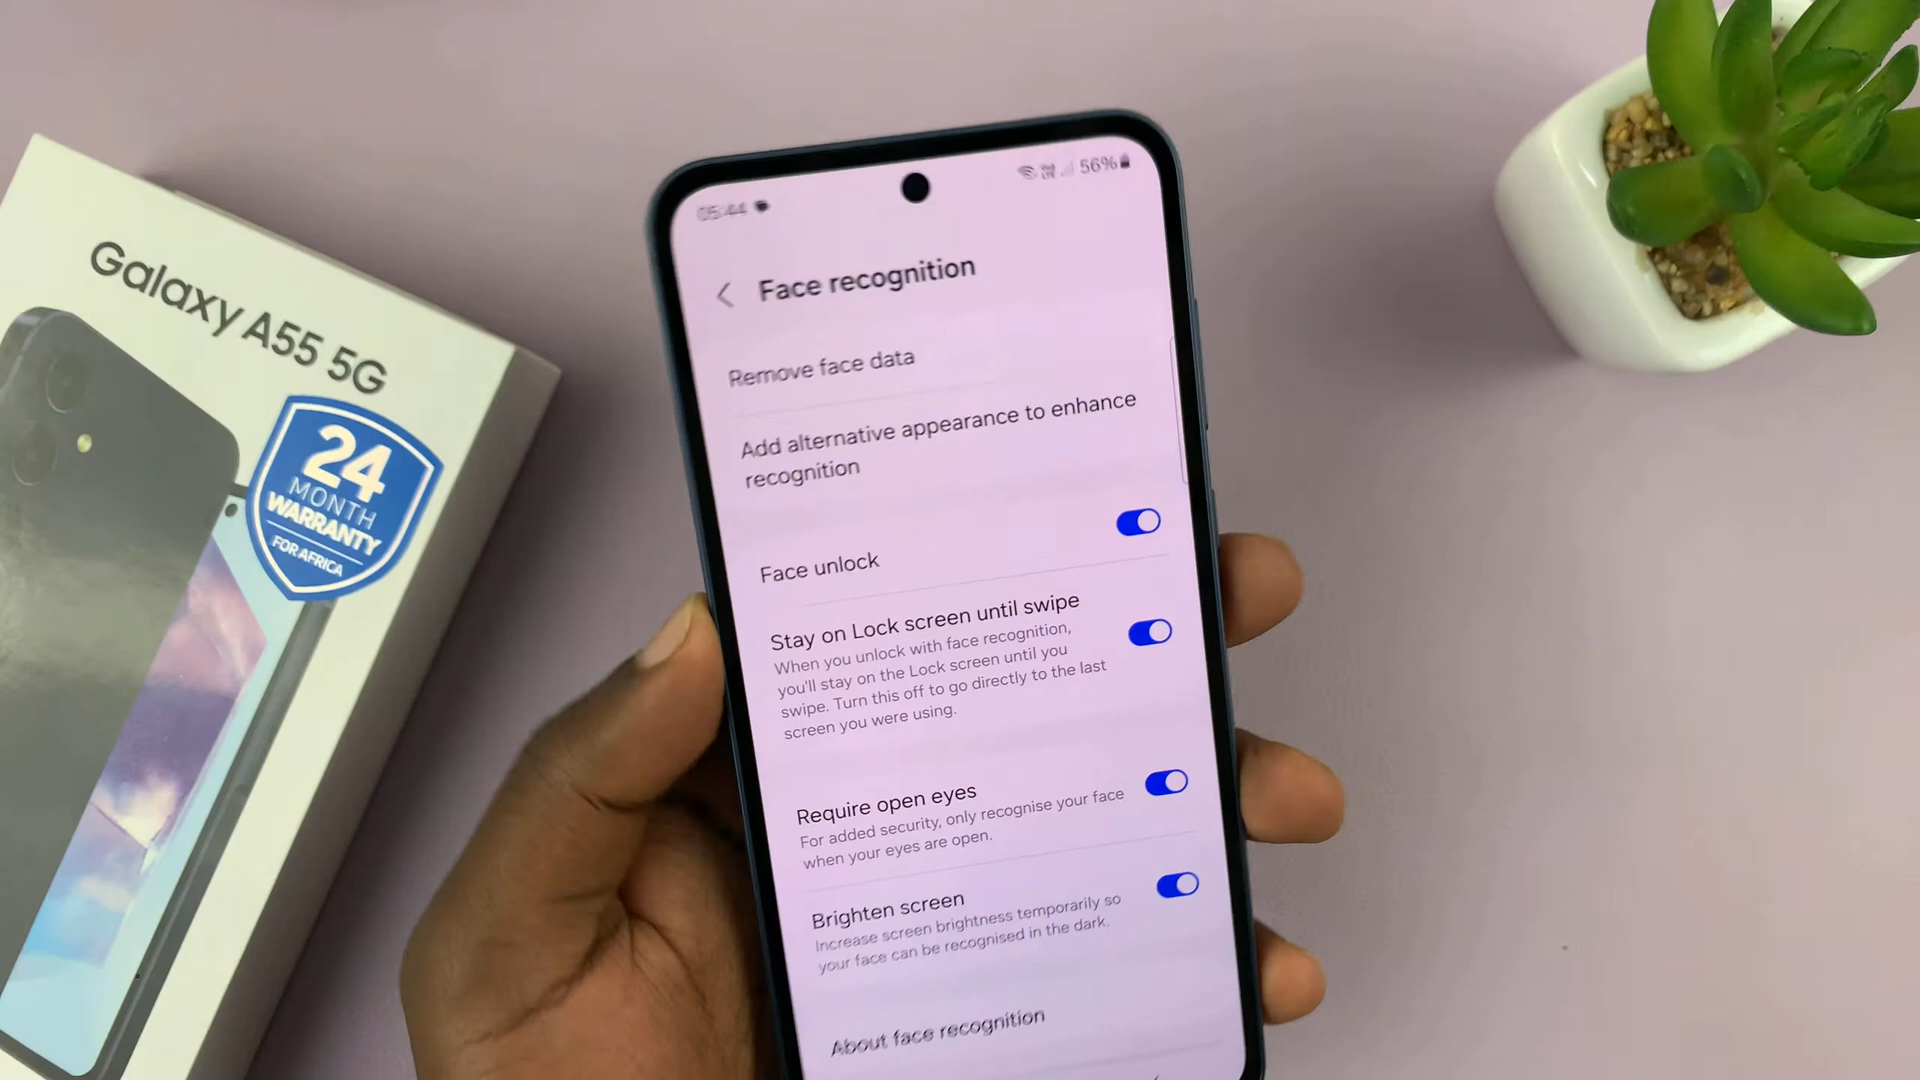 Galaxy A55 5G
24
MONTH
WARRANTY
FOR AFRICA
05:44
56%
Face recognition
Remove face data
Add alternative appearance to enhance
recognition
Face unlock
Stay on Lock screen until swipe
When you unlock with face recognition,
you'll stay on the Lock screen until you
swipe. Turn this off to go directly to the last
screen you were using.
Require open eyes
For added security, only recognise your face
when your eyes are open.
Brighten screen
Increase screen brightness temporarily so
your face can be recognised in the dark.
About face recognition